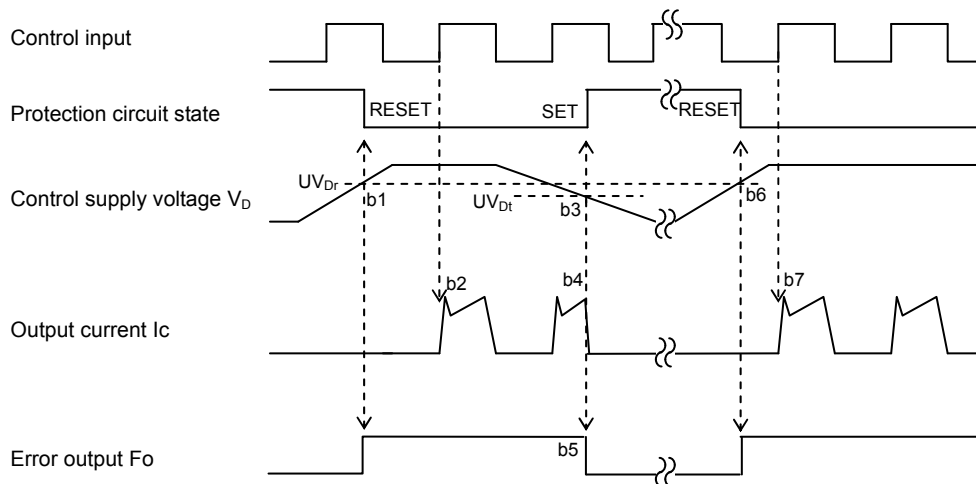 Control input
Protection circuit state
RESET
SET
RESET
Control supply voltage VD
UVDr
b1
UVDt
b3
b6
Output current Ic
b2
b4
b7
Error output Fo
b5